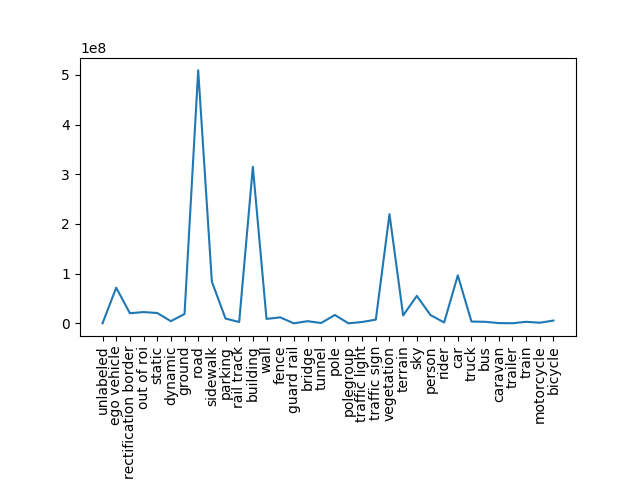 1e8
5
4
3
2
1
0
unlabeled
ego vehicle
rectification border
out of roi
static
dynamic
ground
road
sidewalk
parking
rail track
building
wall
fence
guard rail
bridge
tunnel
pole
polegroup
traffic light
traffic sign
vegetation
terrain
sky
person
rider
car
truck
bus
caravan
trailer
train
motorcycle
bicycle